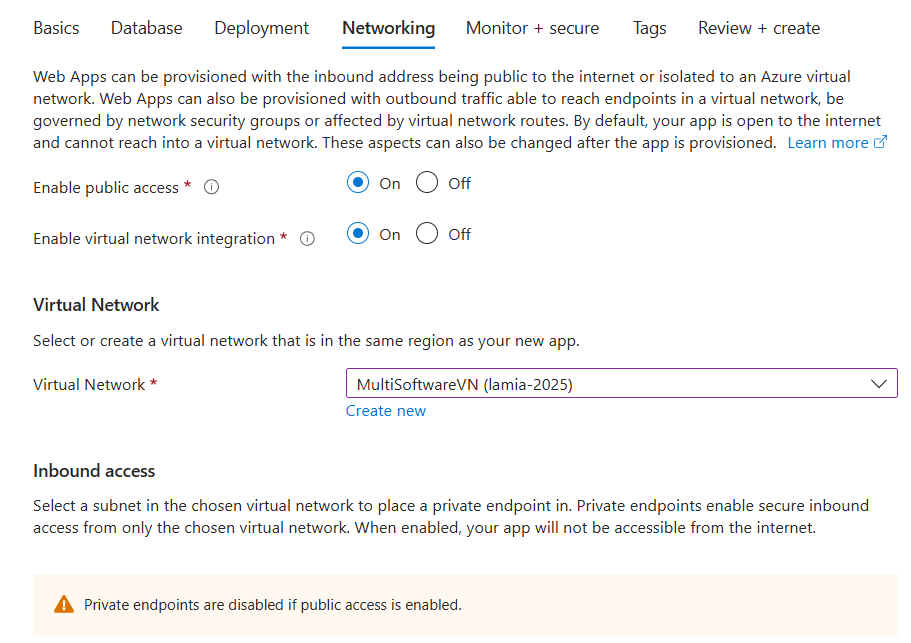 Basics Database Deployment Networking Monitor + secure Tags Review + create
Web Apps can be provisioned with the inbound address being public to the internet or isolated to an Azure virtual
network. Web Apps can also be provisioned with outbound traffic able to reach endpoints in a virtual network, be
governed by network security groups or affected by virtual network routes. By default, your app is open to the internet
and cannot reach into a virtual network. These aspects can also be changed after the app is provisioned. Learn more
Enable public access * On Off
Enable virtual network integration * On Off
Virtual Network
Select or create a virtual network that is in the same region as your new app.
Virtual Network * MultiSoftwareVN (lamia-2025)
Create new
Inbound access
Select a subnet in the chosen virtual network to place a private endpoint in. Private endpoints enable secure inbound
access from only the chosen virtual network. When enabled, your app will not be accessible from the internet.
Private endpoints are disabled if public access is enabled.